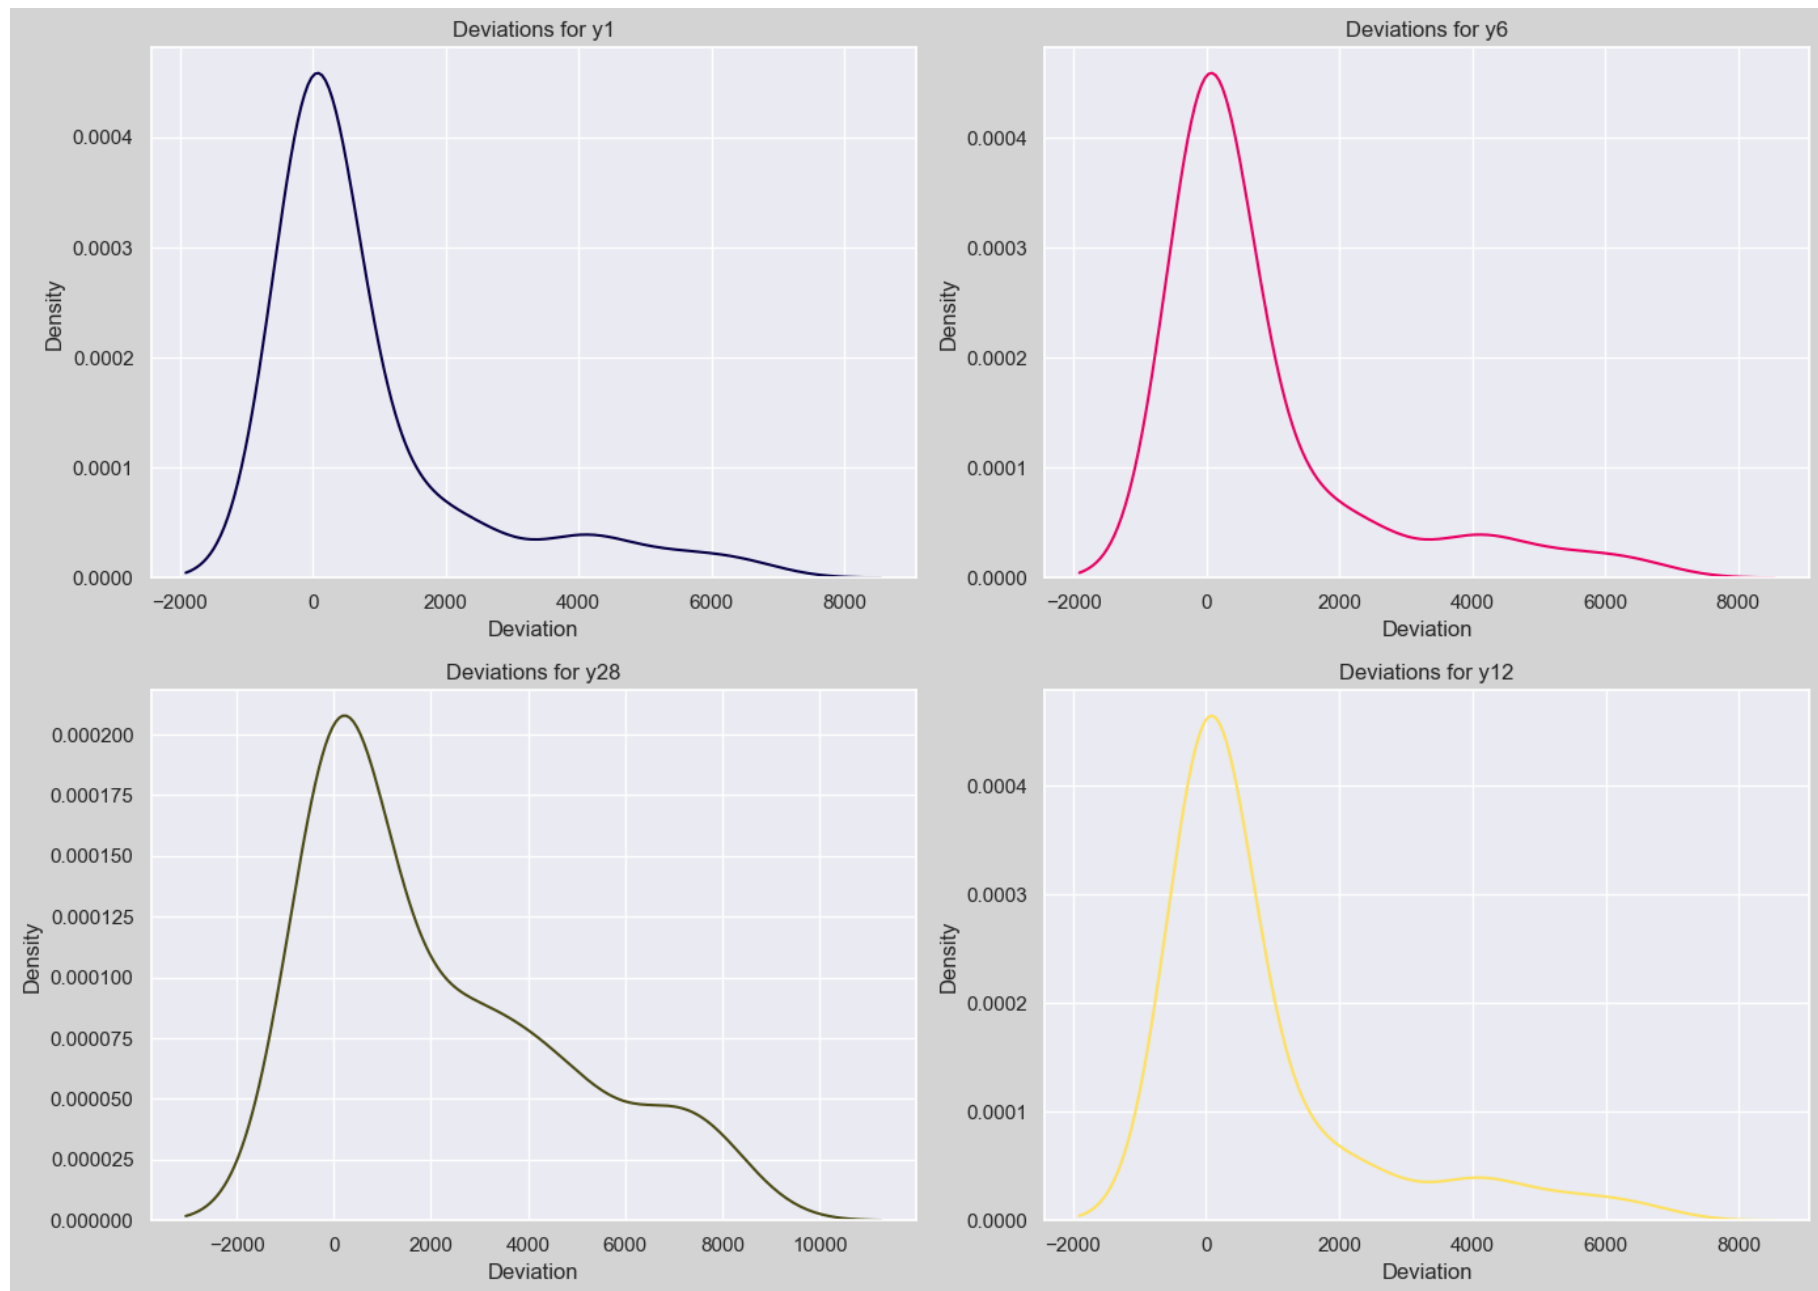 Deviations for y1
Density
0.0004
0.0003
0.0002
0.0001
0.0000
−2000 0 2000 4000 6000 8000
Deviation
Deviations for y6
Density
0.0004
0.0003
0.0002
0.0001
0.0000
−2000 0 2000 4000 6000 8000
Deviation
Deviations for y28
Density
0.000200
0.000175
0.000150
0.000125
0.000100
0.000075
0.000050
0.000025
0.000000
−2000 0 2000 4000 6000 8000 10000
Deviation
Deviations for y12
Density
0.0004
0.0003
0.0002
0.0001
0.0000
−2000 0 2000 4000 6000 8000
Deviation